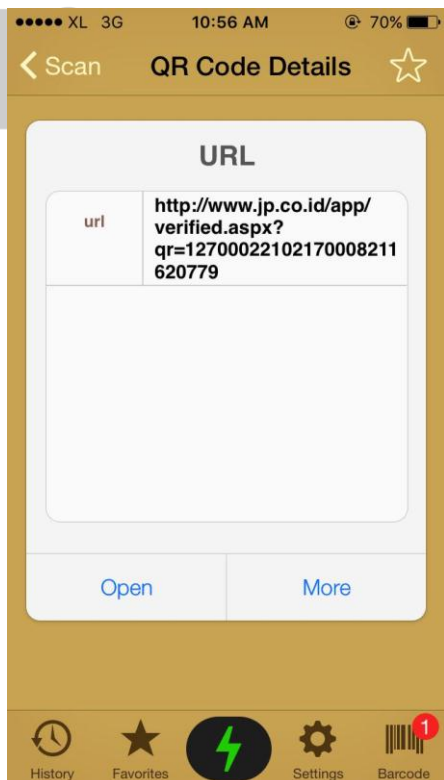 XL 3G 10:56 AM 70%
Scan QR Code Details
URL
url
http://www.jp.co.id/app/
verified.aspx?
qr=12700022102170008211
620779
Open More
1
History Favorites Settings Barcode